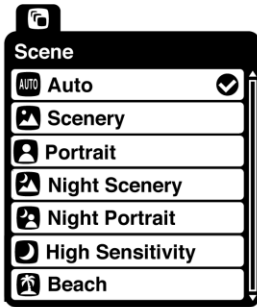 Scene
AUTO Auto
Scenery
Portrait
Night Scenery
Night Portrait
High Sensitivity
Beach